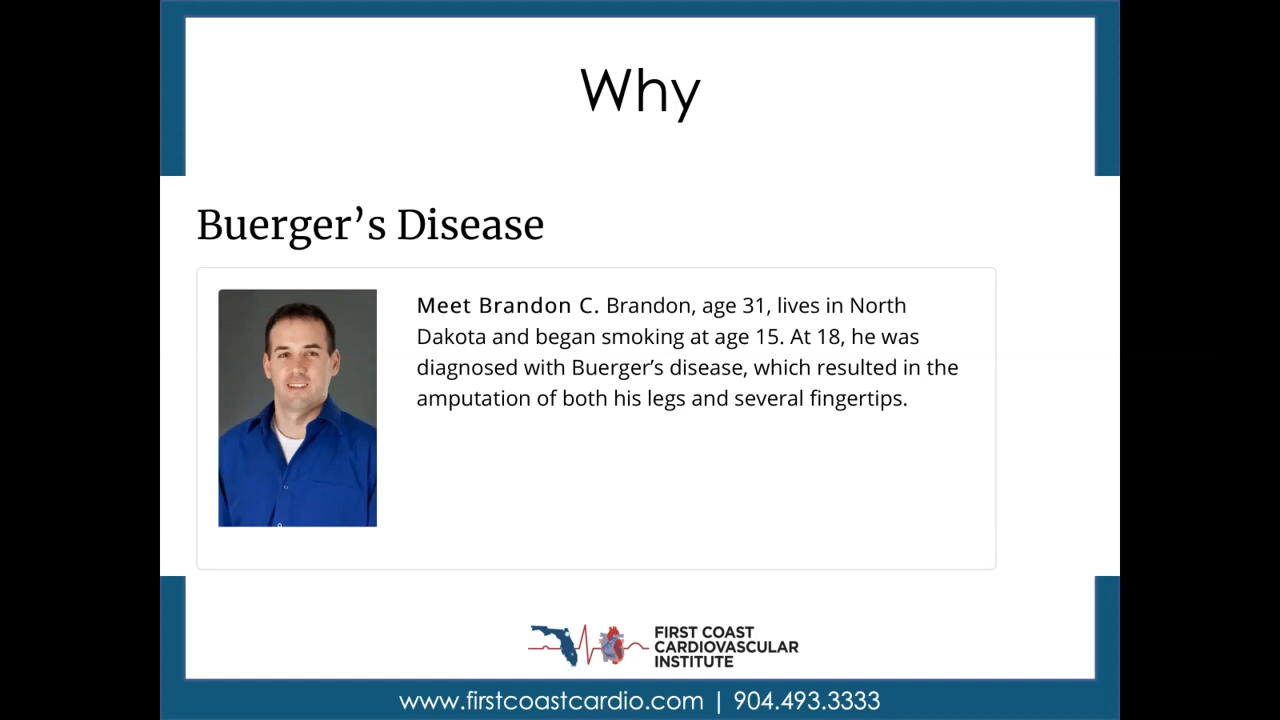 Why
Buerger’s Disease
Meet Brandon C. Brandon, age 31, lives in North
Dakota and began smoking at age 15. At 18, he was
diagnosed with Buerger’s disease, which resulted in the
amputation of both his legs and several fingertips.
FIRST COAST
CARDIOVASCULAR
INSTITUTE
www.firstcoastcardio.com | 904.493.3333